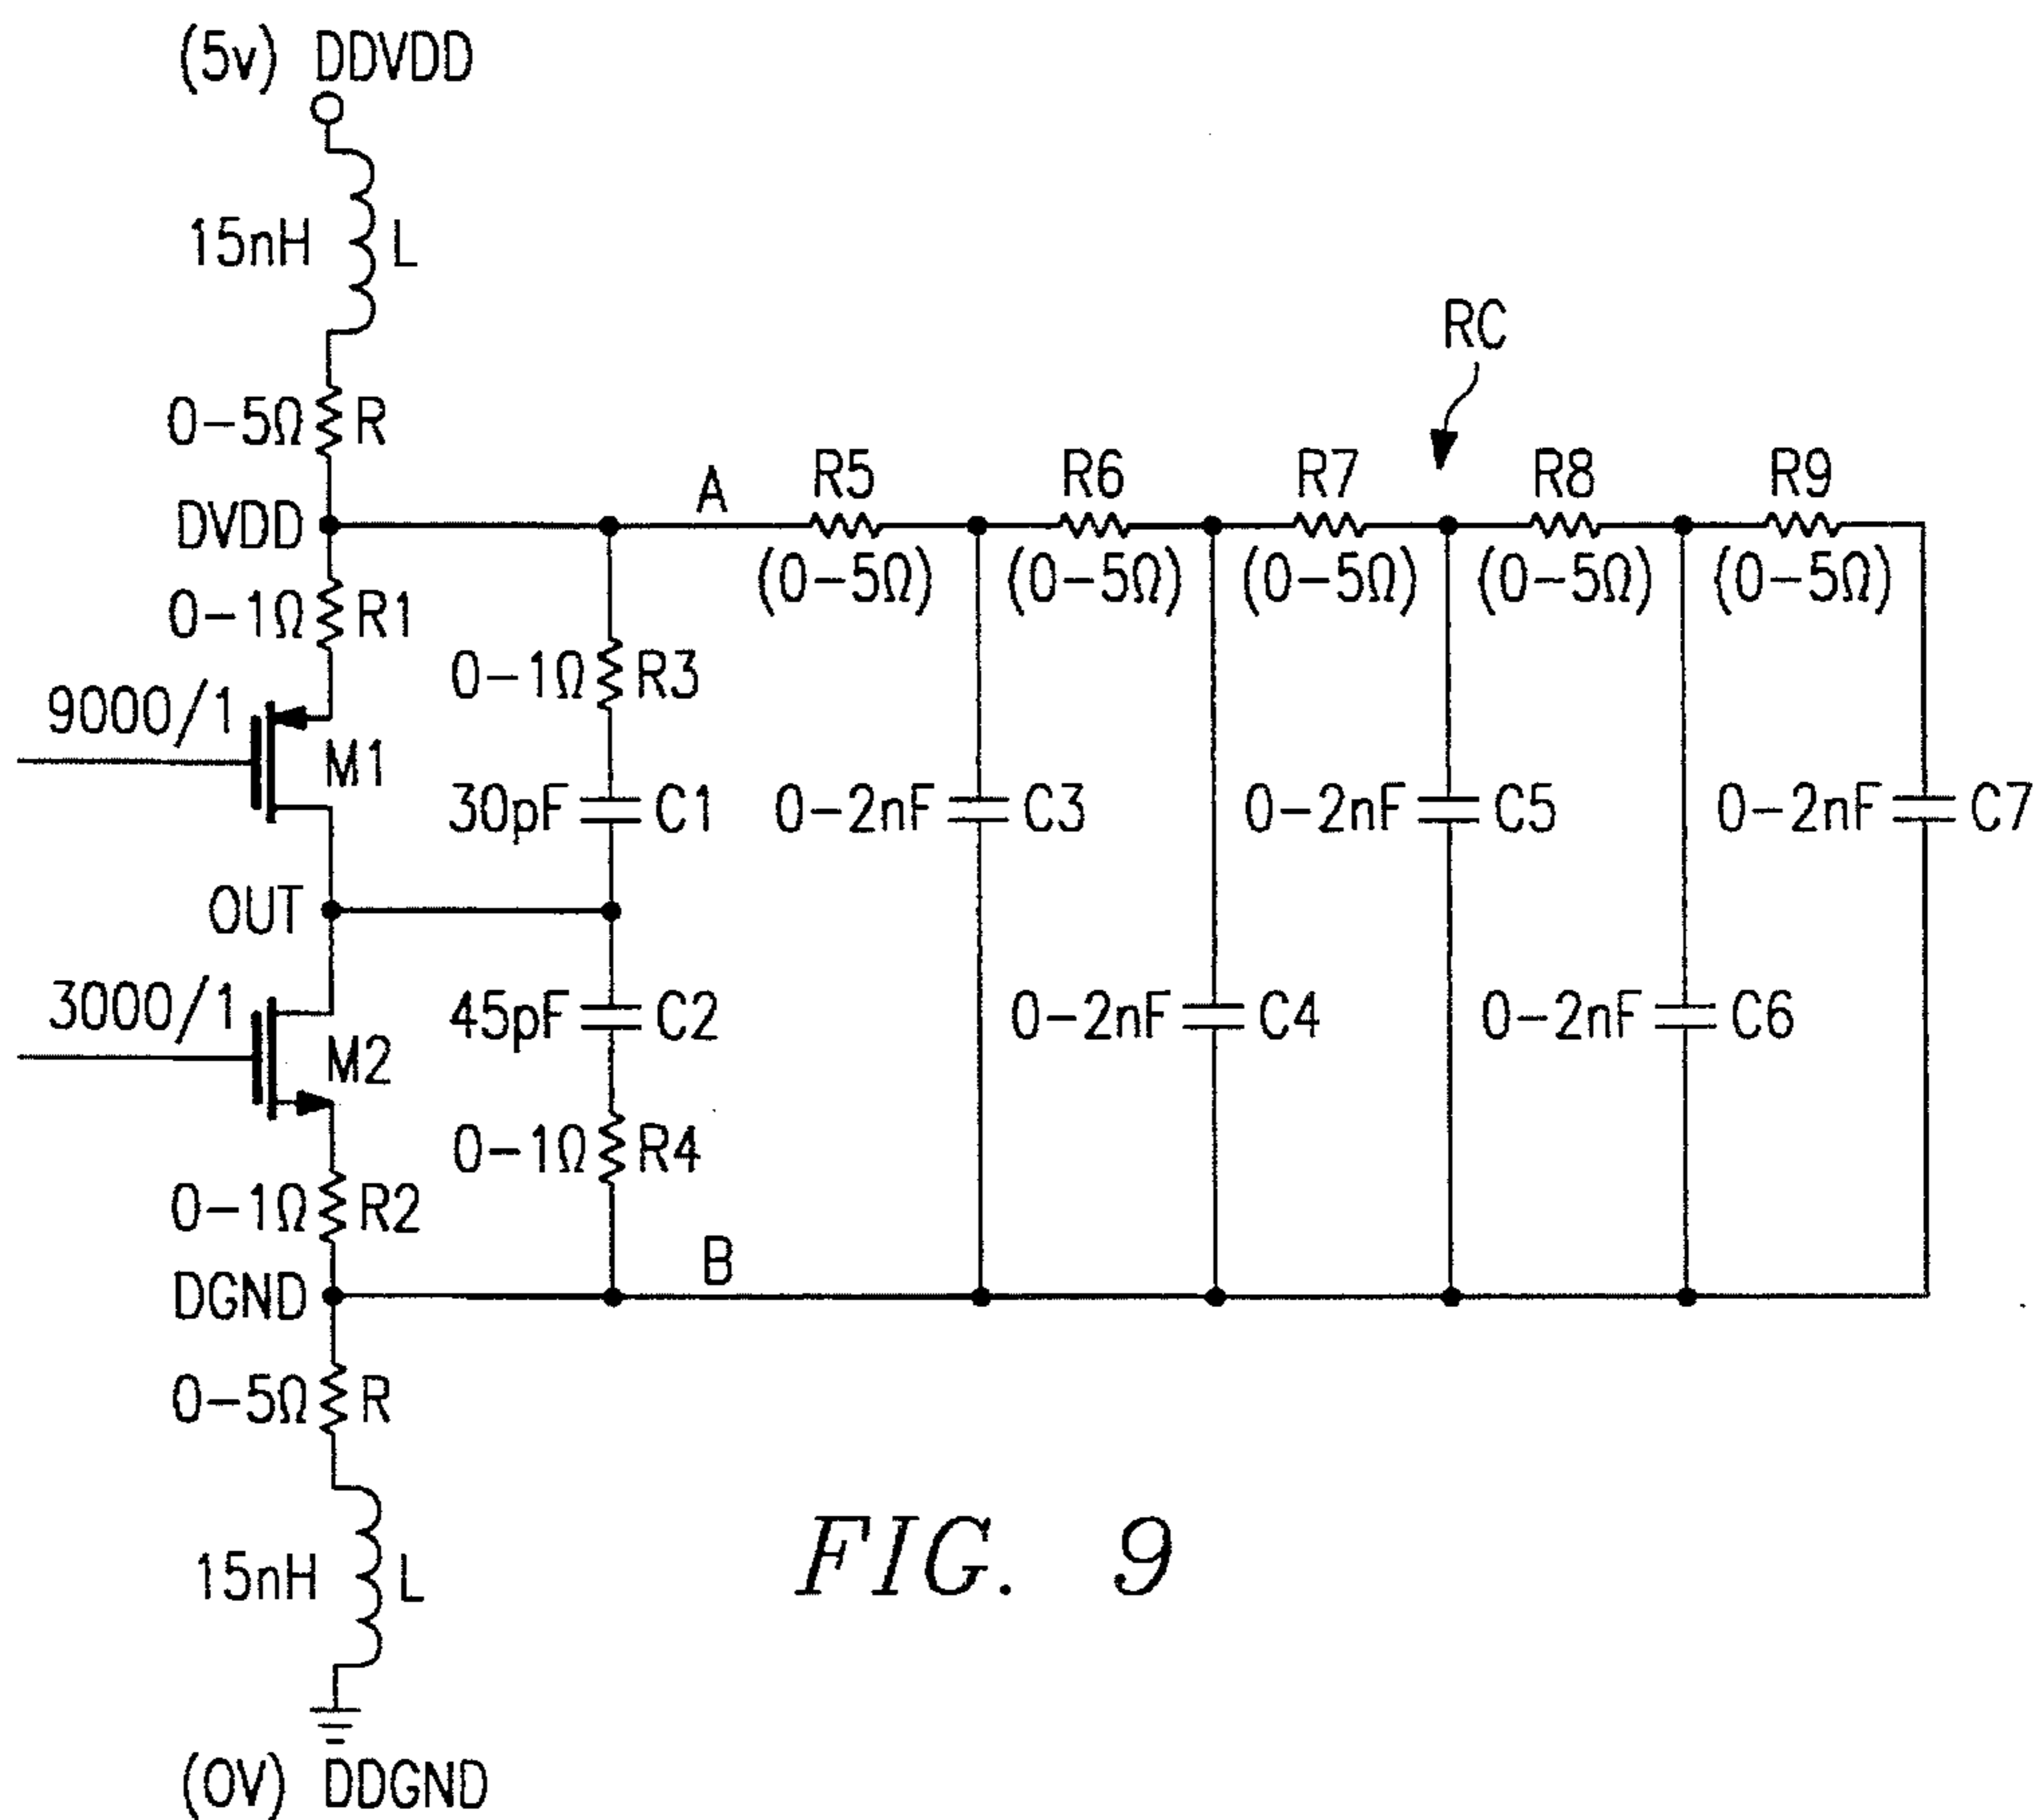 (5v) DDVDD
15nH L
RC
0-5Ω R
DVDD
A
R5 R6 R7 R8 R9
(0-5Ω) (0-5Ω) (0-5Ω) (0-5Ω) (0-5Ω)
0-1Ω R1
0-1Ω R3
9000/1
M1
30pF C1
0-2nF C3
0-2nF C5
0-2nF C7
OUT
3000/1
M2
45pF C2
0-2nF C4
0-2nF C6
0-1Ω R4
0-1Ω R2
B
DGND
0-5Ω R
15nH L
FIG. 9
(0V) DDGND